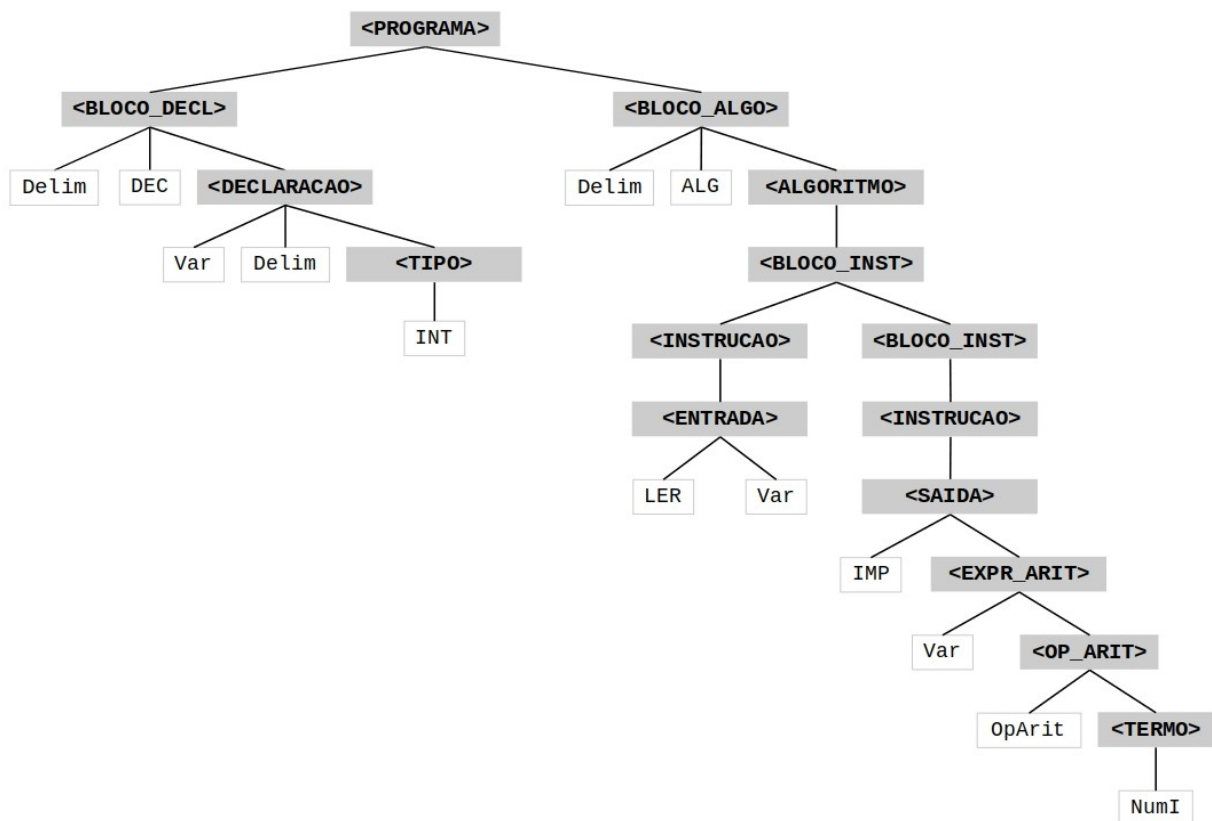 <PROGRAMA>
<BLOCO_DECL> <BLOCO_ALGO>
Delim DEC <DECLARACAO> Delim ALG <ALGORITMO>
Var Delim <TIPO> <BLOCO_INST>
INT <INSTRUCAO> <BLOCO_INST>
<ENTRADA> <INSTRUCAO>
LER Var <SAIDA>
IMP <EXPR_ARIT>
Var <OP_ARIT>
OpArit <TERMO>
NumI